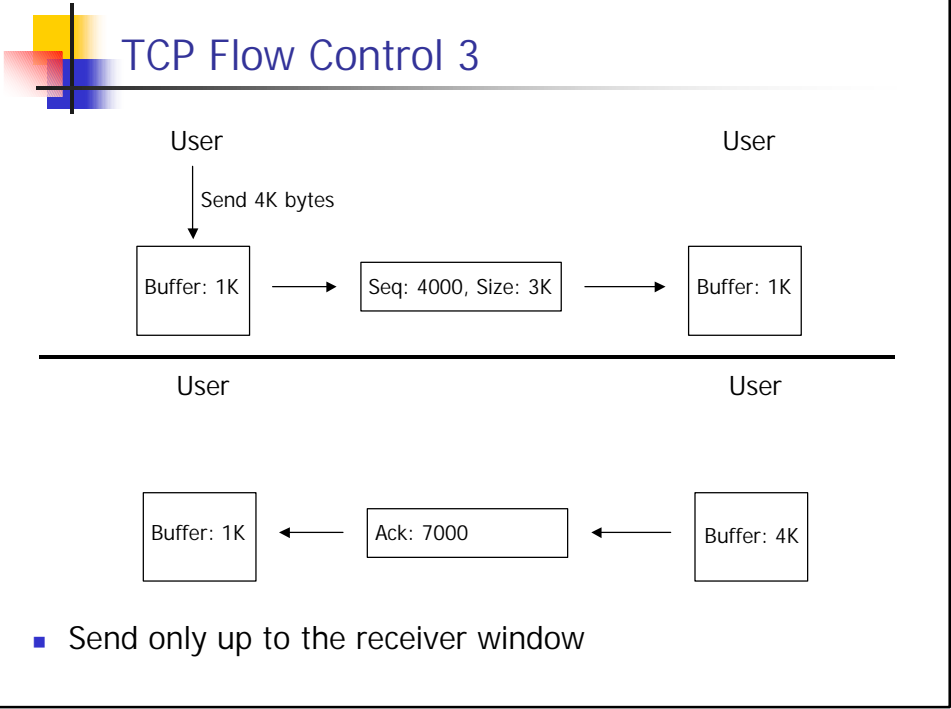 TCP Flow Control 3
User User
Send 4K bytes
Buffer: 1K Seq: 4000, Size: 3K Buffer: 1K
User User
Buffer: 1K Ack: 7000 Buffer: 4K
Send only up to the receiver window